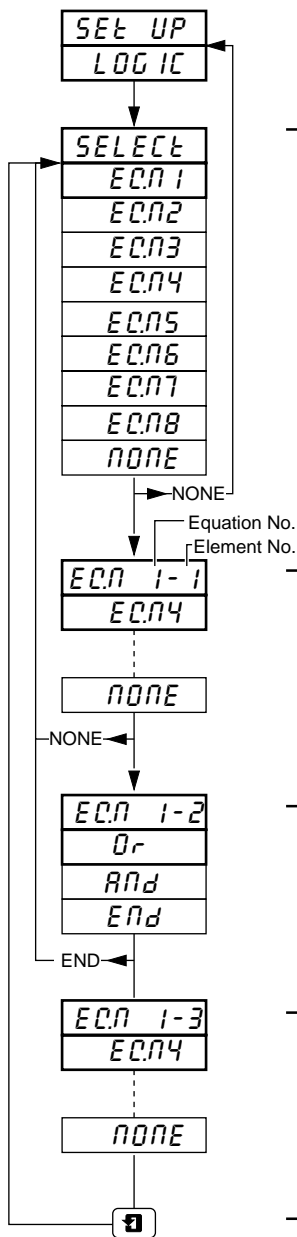 SEt UP
LOGIC
SELECt
EC.N 1
EC.N2
EC.N3
EC.N4
EC.N5
EC.N6
EC.N7
EC.N8
NONE
NONE
Equation No.
Element No.
EC.N 1-1
EC.N4
NONE
NONE
EC.N 1-2
Or
ANd
ENd
END
EC.N 1-3
EC.N4
NONE